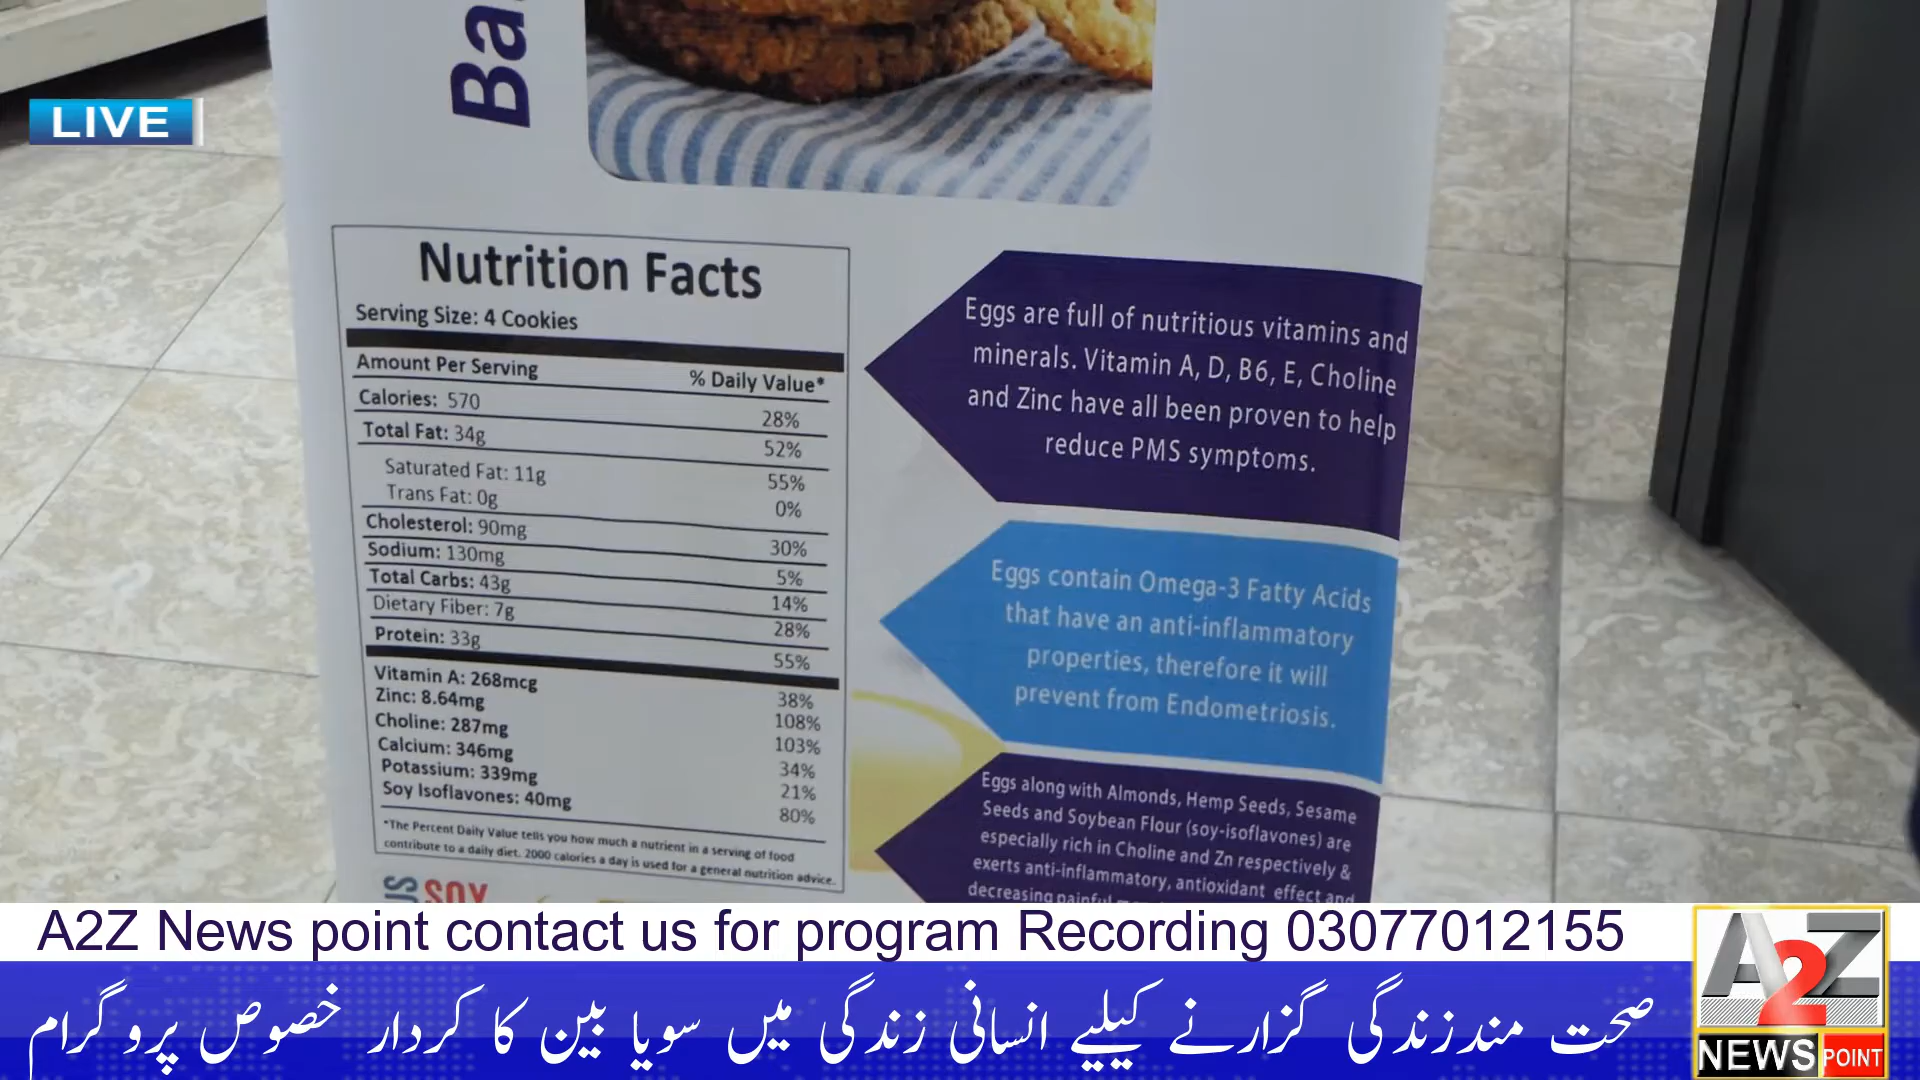 Ba
LIVE
Nutrition Facts
Serving Size: 4 Cookies
Amount Per Serving % Daily Value*
Calories: 570 28%
Total Fat: 34g 52%
Saturated Fat: 11g 55%
Trans Fat: 0g 0%
Cholesterol: 90mg 30%
Sodium: 130mg 5%
Total Carbs: 43g 14%
Dietary Fiber: 7g 28%
Protein: 33g 55%
Vitamin A: 268mcg 38%
Zinc: 8.64mg 108%
Choline: 287mg 103%
Calcium: 346mg 34%
Potassium: 339mg 21%
Soy Isoflavones: 40mg 80%
*The Percent Daily Value tells you how much a nutrient in a serving of food
contribute to a daily diet. 2000 calories a day is used for a general nutrition advice.
US SOY
Eggs are full of nutritious vitamins and
minerals. Vitamin A, D, B6, E, Choline
and Zinc have all been proven to help
reduce PMS symptoms.
Eggs contain Omega-3 Fatty Acids
that have an anti-inflammatory
properties, therefore it will
prevent from Endometriosis.
Eggs along with Almonds, Hemp Seeds, Sesame
Seeds and Soybean Flour (soy-isoflavones) are
especially rich in Choline and Zn respectively &
exerts anti-inflammatory, antioxidant effect and
decreasing painful
A2Z News point contact us for program Recording 03077012155
صحت مندزندگی گزارنے کیلیے انسانی زندگی میں سویا بین کا کردار خصوص پروگرام
A2Z
NEWS POINT